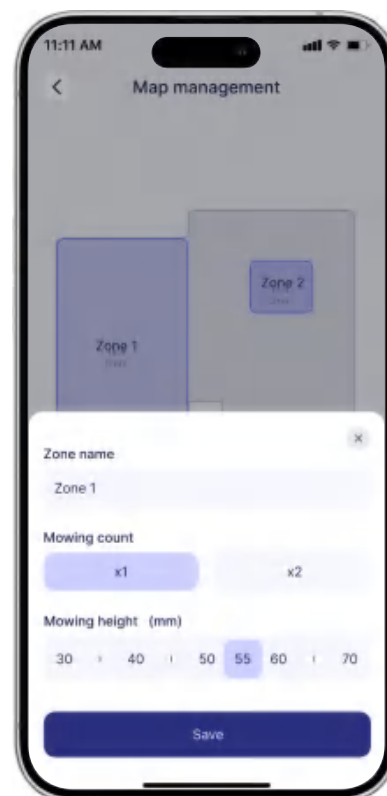 11:11 AM
Map management
Zone 2
Zone 1
Zone name
Zone 1
Mowing count
x1 x2
Mowing height (mm)
30 40 50 55 60 70
Save